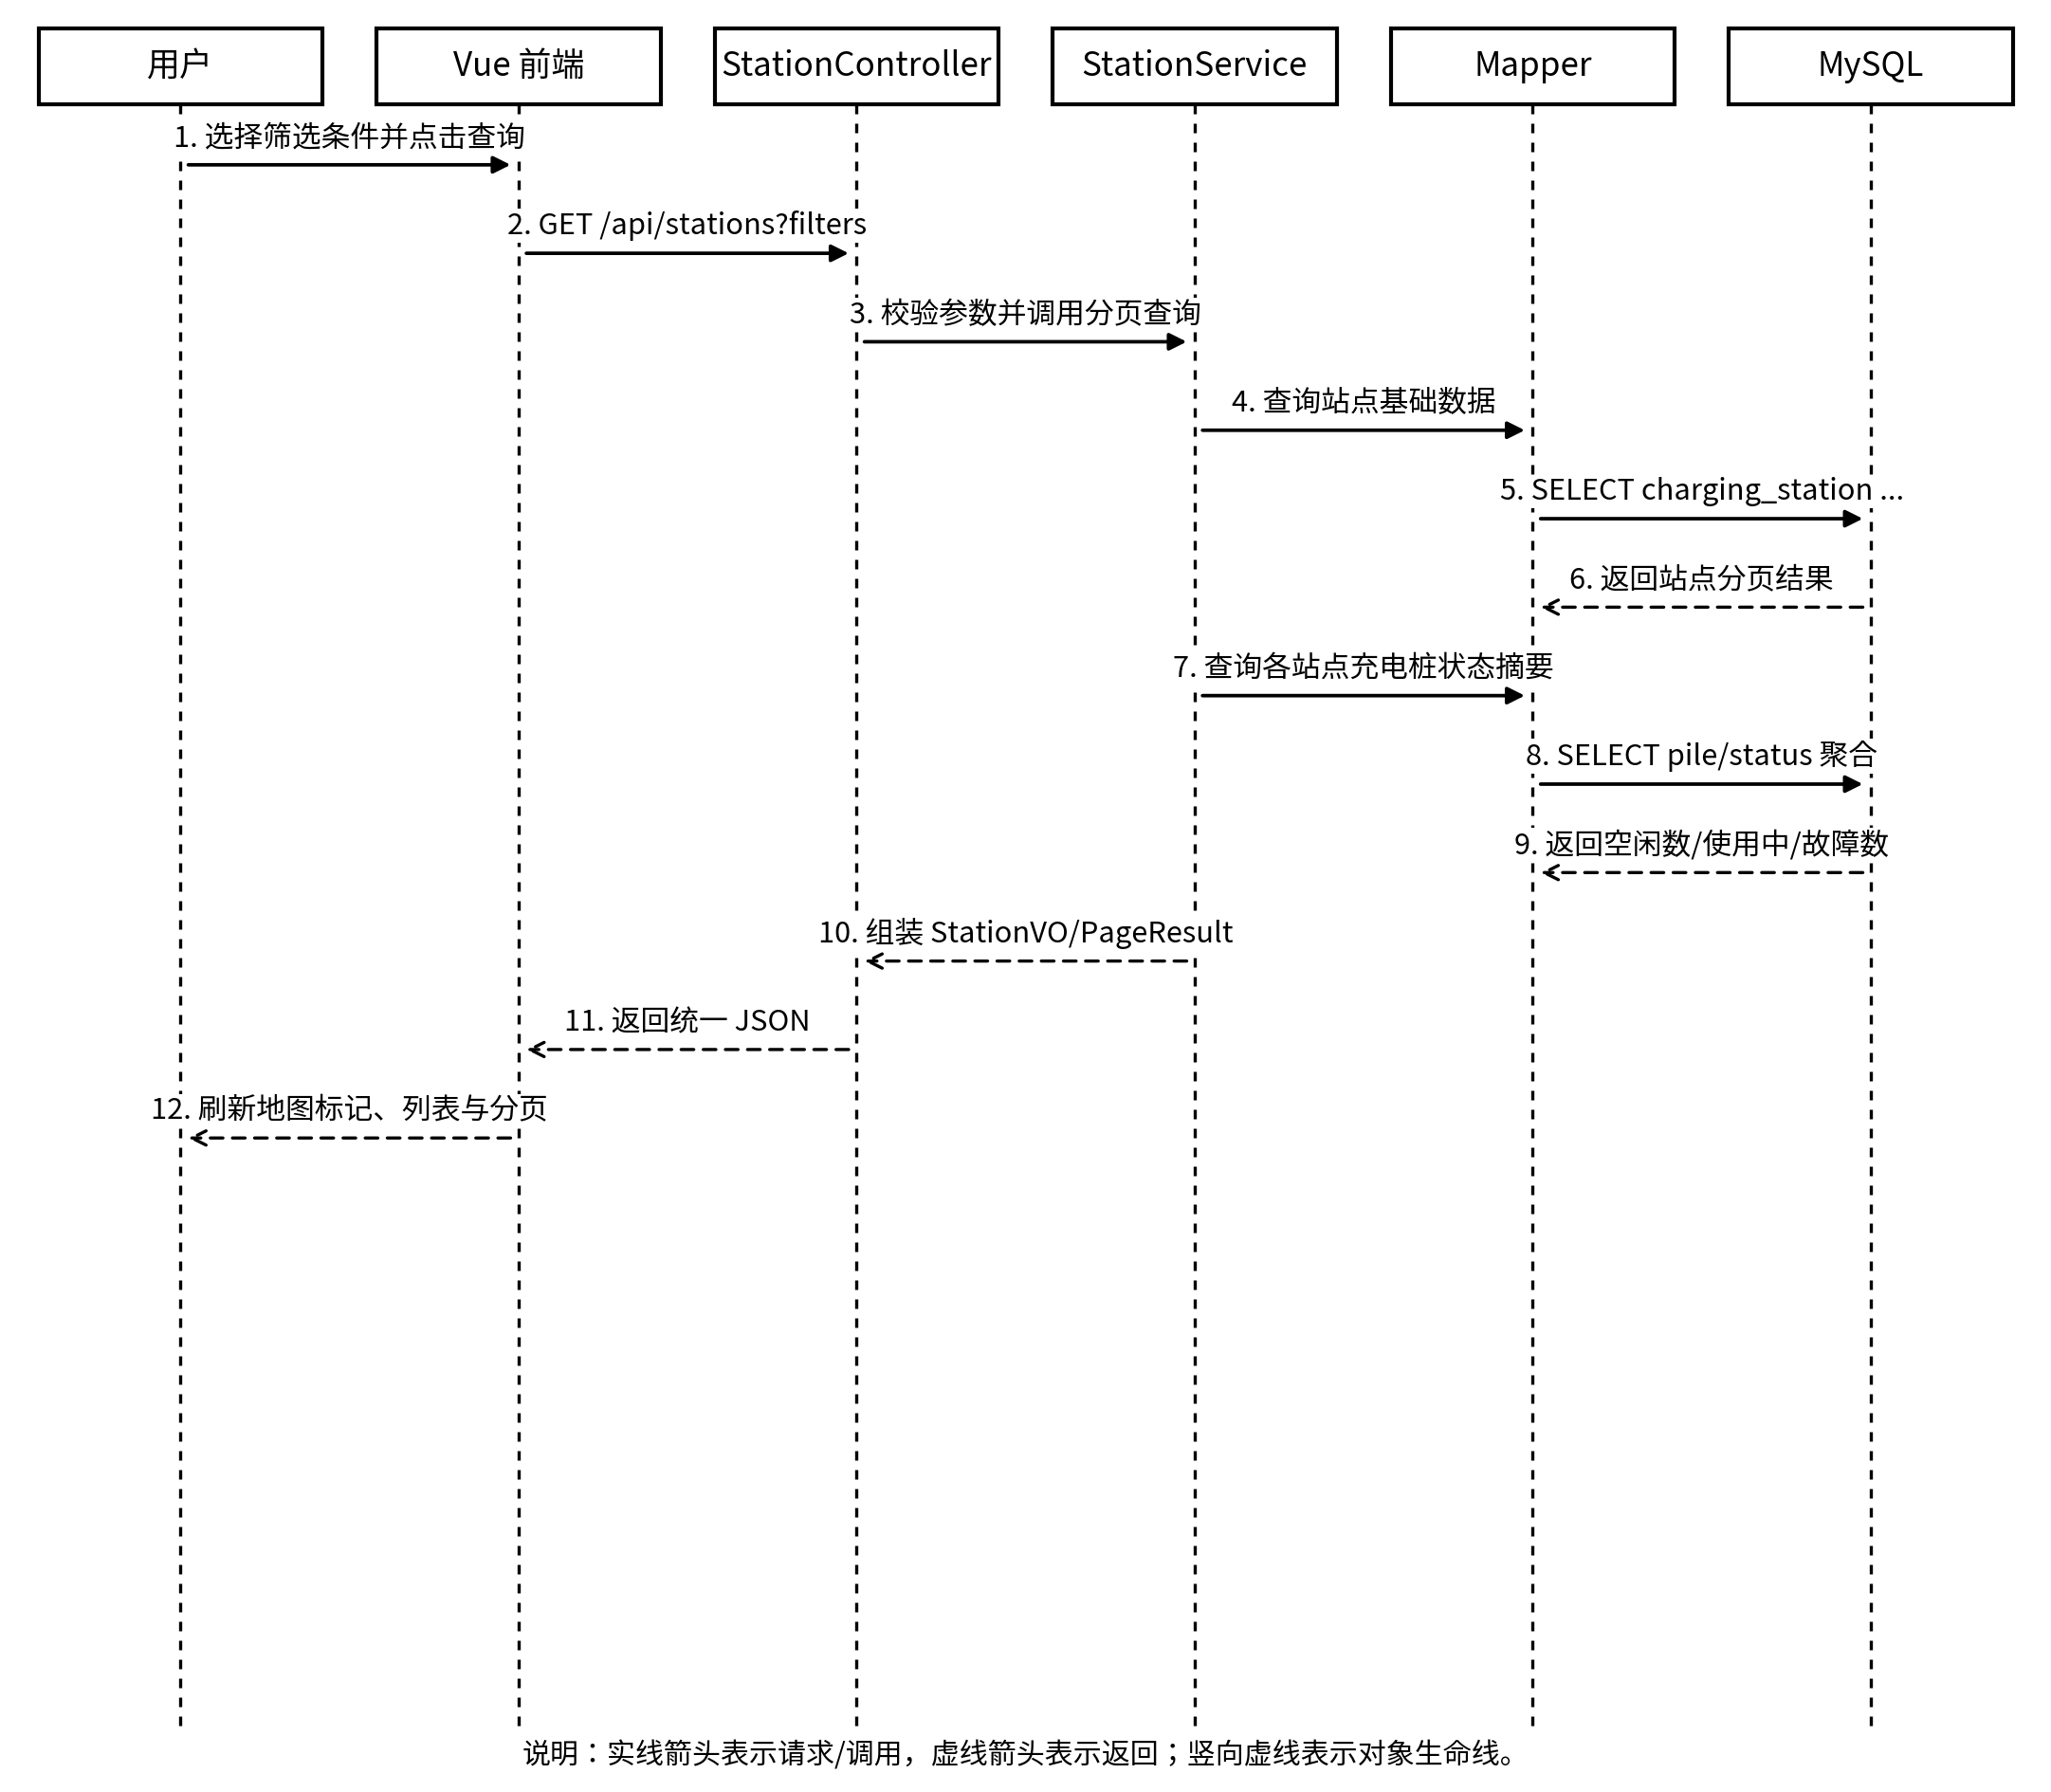 用户
Vue 前端
StationController
StationService
Mapper
MySQL
1. 选择筛选条件并点击查询
2. GET /api/stations?filters
3. 校验参数并调用分页查询
4. 查询站点基础数据
5. SELECT charging_station ...
6. 返回站点分页结果
7. 查询各站点充电桩状态摘要
8. SELECT pile/status 聚合
9. 返回空闲数/使用中/故障数
10. 组装 StationVO/PageResult
11. 返回统一 JSON
12. 刷新地图标记、列表与分页
说明：实线箭头表示请求/调用，虚线箭头表示返回；竖向虚线表示对象生命线。